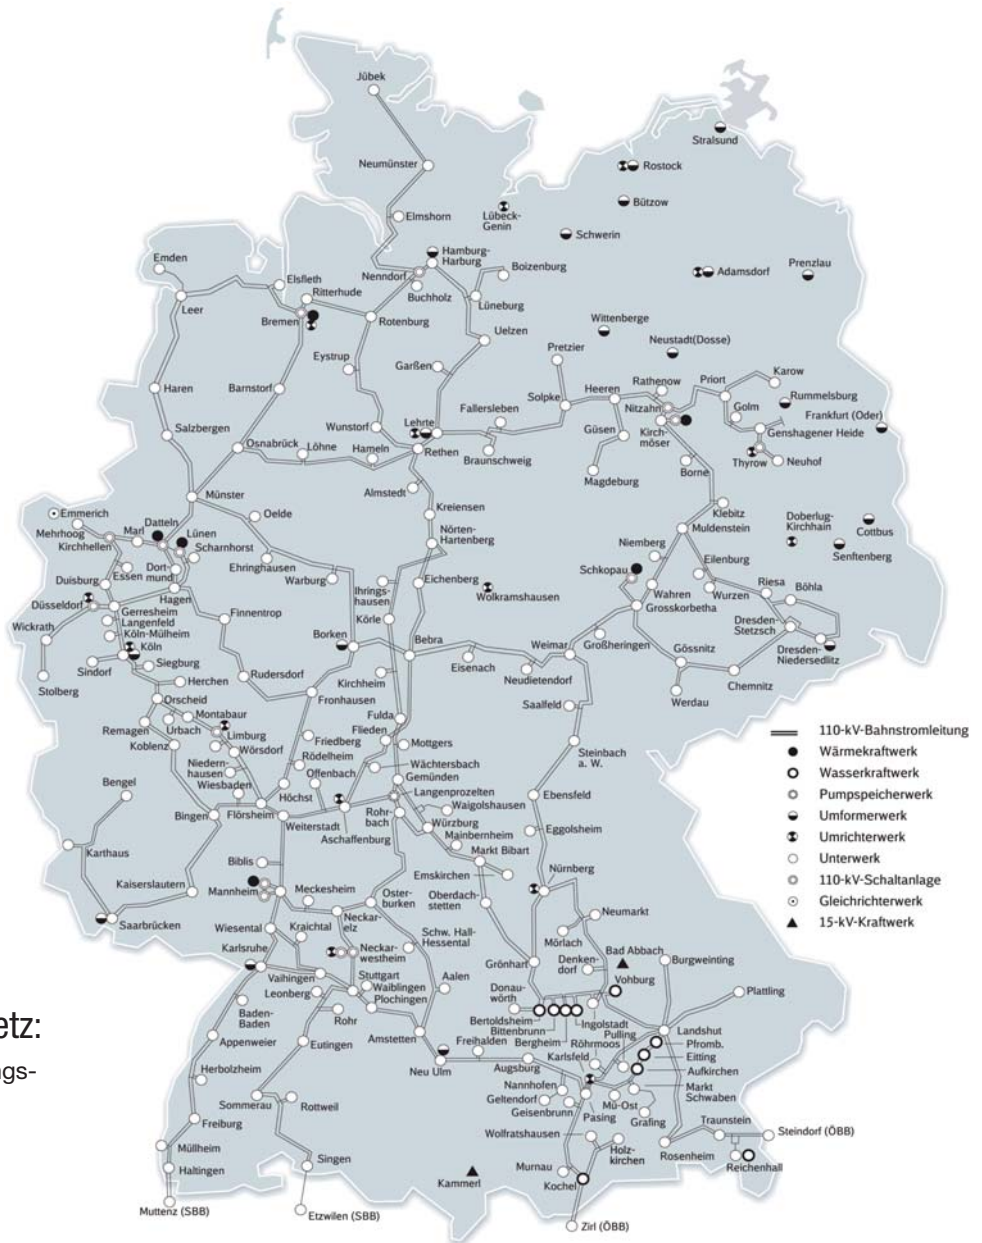 Jübek
Stralsund
Neumünster
Rostock
Elmshorn
Bützow
Lübeck-
Genin
Schwerin
Hamburg-
Harburg
Emden
Nenndorf
Boizenburg
Adamsdorf
Prenzlau
Elsfleth
Ritterhude
Buchholz
Leer
Lüneburg
Bremen
Rotenburg
Wittenberge
Uelzen
Neustadt(Dosse)
Eystrup
Pretzier
Garßen
Haren
Barnstorf
Karow
Rathenow
Priort
Solpke
Heeren
Rummelsburg
Fallersleben
Nitzahn
Golm
Frankfurt (Oder)
Salzbergen
Wunstorf
Lehrte
Güsen
Kirch-
möser
Genshagener Heide
Osnabrück
Löhne
Hameln
Rethen
Braunschweig
Thyrow
Neuhof
Magdeburg
Borne
Almstedt
Münster
Klebitz
Emmerich
Oelde
Kreiensen
Mehrhoog
Datteln
Marl
Lünen
Kirchhellen
Scharnhorst
Nörten-
Hartenberg
Muldenstein
Doberlug-
Kirchhain
Cottbus
Niemberg
Senftenberg
Essen
Dort-
mund
Ehringhausen
Eilenburg
Duisburg
Warburg
Eichenberg
Schkopau
Ihrings-
hausen
Wolkramshausen
Riesa
Böhla
Hagen
Wahren
Wurzen
Düsseldorf
Gerresheim
Finnentrop
Körle
Grosskorbetha
Langenfeld
Wickrath
Köln-Mülheim
Dresden-
Stetzsch
Köln
Borken
Bebra
Weimar
Großheringen
Gössnitz
Dresden-
Niedersedlitz
Siegburg
Eisenach
Sindorf
Neudietendorf
Chemnitz
Stolberg
Herchen
Rudersdorf
Kirchheim
Werdau
Orscheid
Fronhausen
Saalfeld
Montabaur
Fulda
Remagen
Urbach
Limburg
Flieden
Koblenz
Friedberg
Mottgers
Wörsdorf
Steinbach
a. W.
Rödelheim
Niedern-
hausen
Wächtersbach
Offenbach
Gemünden
Bengel
Wiesbaden
Langenprozelten
Höchst
Ebensfeld
Rohr-
bach
Waigolshausen
Bingen
Flörsheim
Weiterstadt
Würzburg
Aschaffenburg
Mainbernheim
Eggolsheim
Karthaus
Markt Bibart
Biblis
Emskirchen
Nürnberg
Kaiserslautern
Mannheim
Meckesheim
Oberdach-
stetten
Oster-
burken
Saarbrücken
Neckar-
elz
Neumarkt
Wiesental
Kraichtal
Schw. Hall-
Hessental
Mörlach
Karlsruhe
Neckar-
westheim
Grönhart
Denken-
dorf
Bad Abbach
Burgweinting
Vaihingen
Stuttgart
Vohburg
Leonberg
Waiblingen
Aalen
Donau-
wörth
Plattling
Plochingen
Baden-
Baden
Rohr
Bertoldsheim
Bittenbrunn
Bergheim
Ingolstadt
Pulling
Röhrmoos
Landshut
Appenweier
Eutingen
Amstetten
Freihalden
Karlsfeld
Pfromb.
Eitting
Aufkirchen
Neu Ulm
Augsburg
Herbolzheim
Nannhofen
Markt
Schwaben
Geltendorf
Geisenbrunn
Pasing
Mü-Ost
Grafing
Sommerau
Rottweil
Traunstein
Freiburg
Wolfratshausen
Steindorf (ÖBB)
Müllheim
Holz-
kirchen
Rosenheim
Haltingen
Singen
Murnau
Reichenhall
Kammerl
Kochel
Muttenz (SBB)
Etzwilen (SBB)
Zirl (ÖBB)
110-kV-Bahnstromleitung
Wärmekraftwerk
Wasserkraftwerk
Pumpspeicherwerk
Umformerwerk
Umrichterwerk
Unterwerk
110-kV-Schaltanlage
Gleichrichterwerk
15-kV-Kraftwerk
etz:
ngs-